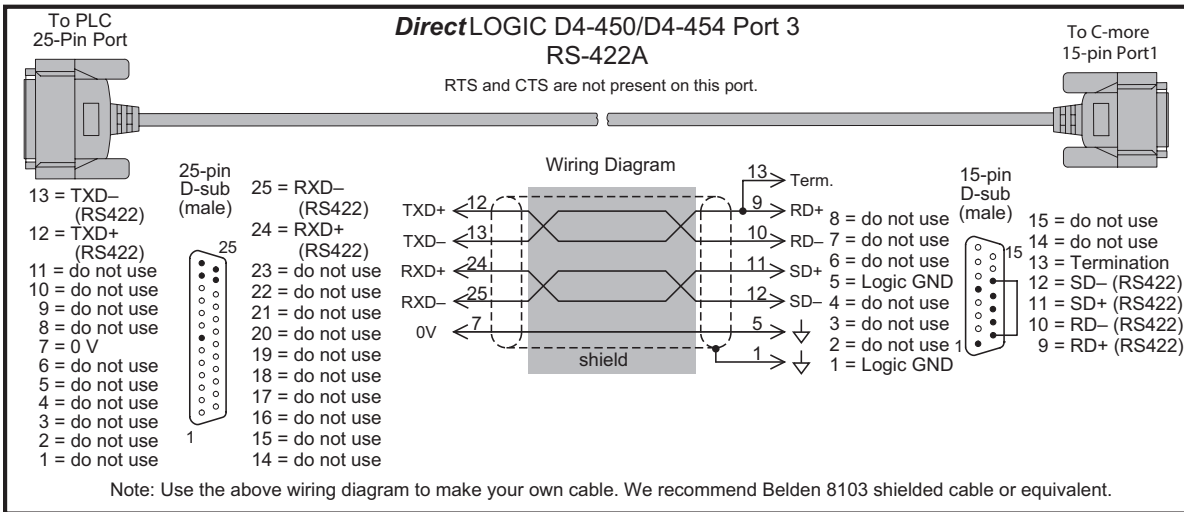 To PLC
25-Pin Port
DirectLOGIC D4-450/D4-454 Port 3
RS-422A
RTS and CTS are not present on this port.
To C-more
15-pin Port1
13 = TXD–
(RS422)
12 = TXD+
(RS422)
11 = do not use
10 = do not use
9 = do not use
8 = do not use
7 = 0 V
6 = do not use
5 = do not use
4 = do not use
3 = do not use
2 = do not use
1 = do not use
25-pin
D-sub
(male)
25
1
25 = RXD–
(RS422)
24 = RXD+
(RS422)
23 = do not use
22 = do not use
21 = do not use
20 = do not use
19 = do not use
18 = do not use
17 = do not use
16 = do not use
15 = do not use
14 = do not use
Wiring Diagram
13 Term.
TXD+ 12 9 RD+
TXD– 13 10 RD–
RXD+ 24 11 SD+
RXD– 25 12 SD–
0V 7 5
shield 1
8 = do not use
7 = do not use
6 = do not use
5 = Logic GND
4 = do not use
3 = do not use
2 = do not use
1 = Logic GND
15-pin
D-sub
(male)
15
1
15 = do not use
14 = do not use
13 = Termination
12 = SD– (RS422)
11 = SD+ (RS422)
10 = RD– (RS422)
9 = RD+ (RS422)
Note: Use the above wiring diagram to make your own cable. We recommend Belden 8103 shielded cable or equivalent.